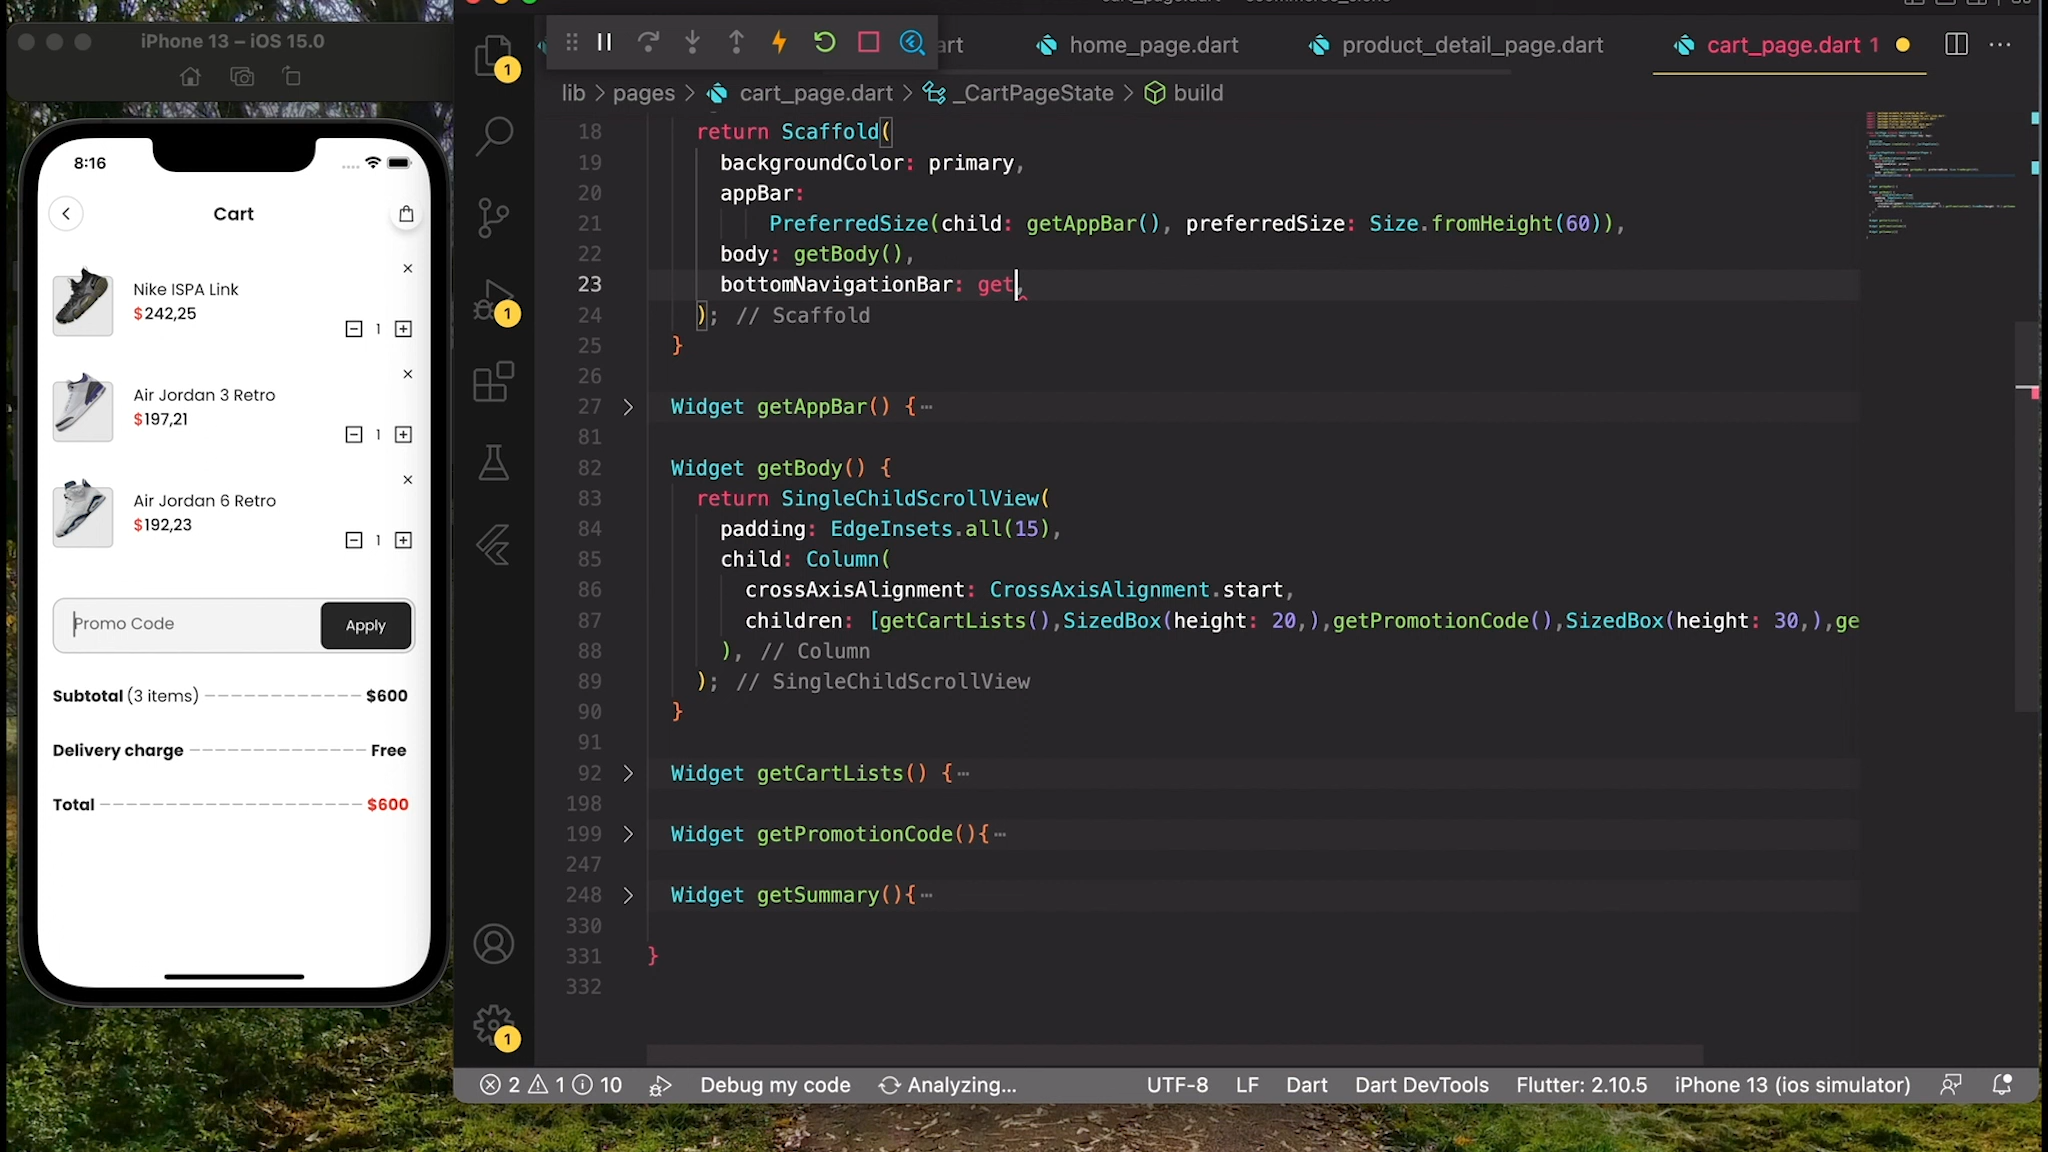 iPhone 13 – iOS 15.0
8:16
Cart
Nike ISPA Link
$242,25
1
Air Jordan 3 Retro
$197,21
1
Air Jordan 6 Retro
$192,23
1
Promo Code
Apply
Subtotal (3 items) $600
Delivery charge Free
Total $600
art
home_page.dart
product_detail_page.dart
cart_page.dart 1
lib > pages > cart_page.dart > _CartPageState > build
18 return Scaffold(
19 backgroundColor: primary,
20 appBar:
21 PreferredSize(child: getAppBar(), preferredSize: Size.fromHeight(60)),
22 body: getBody(),
23 bottomNavigationBar: get,
24 ); // Scaffold
25 }
26
27 Widget getAppBar() {…
81
82 Widget getBody() {
83 return SingleChildScrollView(
84 padding: EdgeInsets.all(15),
85 child: Column(
86 crossAxisAlignment: CrossAxisAlignment.start,
87 children: [getCartLists(),SizedBox(height: 20,),getPromotionCode(),SizedBox(height: 30,),ge
88 ), // Column
89 ); // SingleChildScrollView
90 }
91
92 Widget getCartLists() {…
198
199 Widget getPromotionCode(){…
247
248 Widget getSummary(){…
330
331 }
332
1
1
1
2 1 10 Debug my code Analyzing... UTF-8 LF Dart Dart DevTools Flutter: 2.10.5 iPhone 13 (ios simulator)